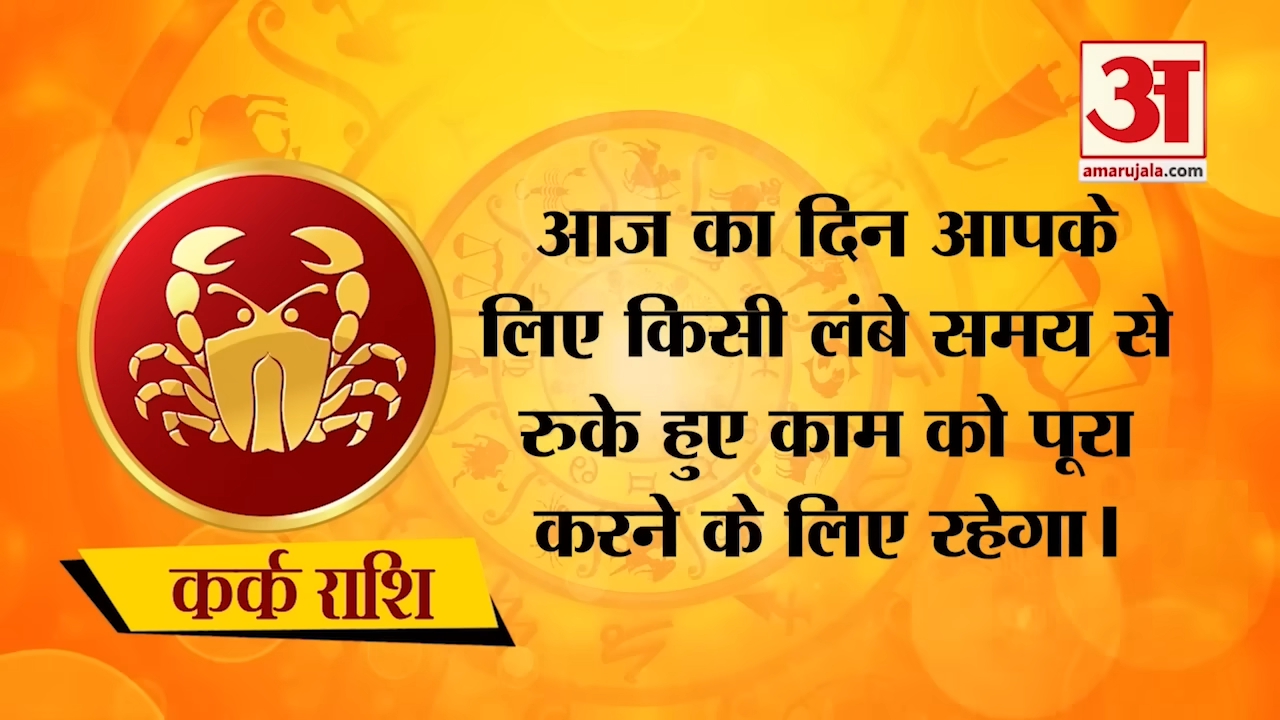 अ
amarujala.com
आज का दिन आपके
लिए किसी लंबे समय से
रुके हुए काम को पूरा
करने के लिए रहेगा।
कर्क राशि